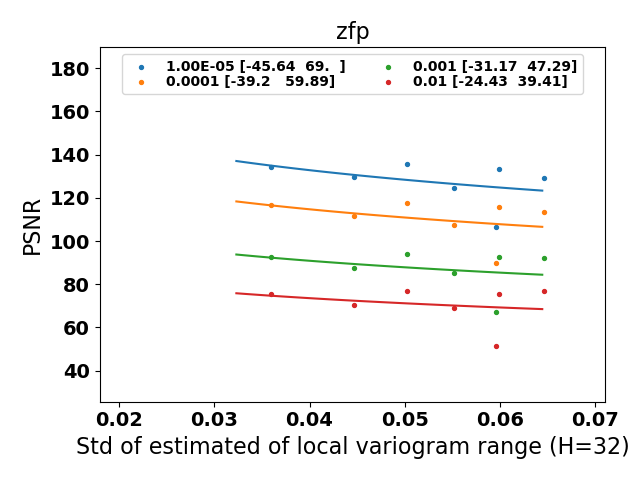 zfp
1.00E-05 [-45.64  69.  ]
0.0001 [-39.2   59.89]
0.001 [-31.17  47.29]
0.01 [-24.43  39.41]
PSNR
180
160
140
120
100
80
60
40
0.02 0.03 0.04 0.05 0.06 0.07
Std of estimated of local variogram range (H=32)